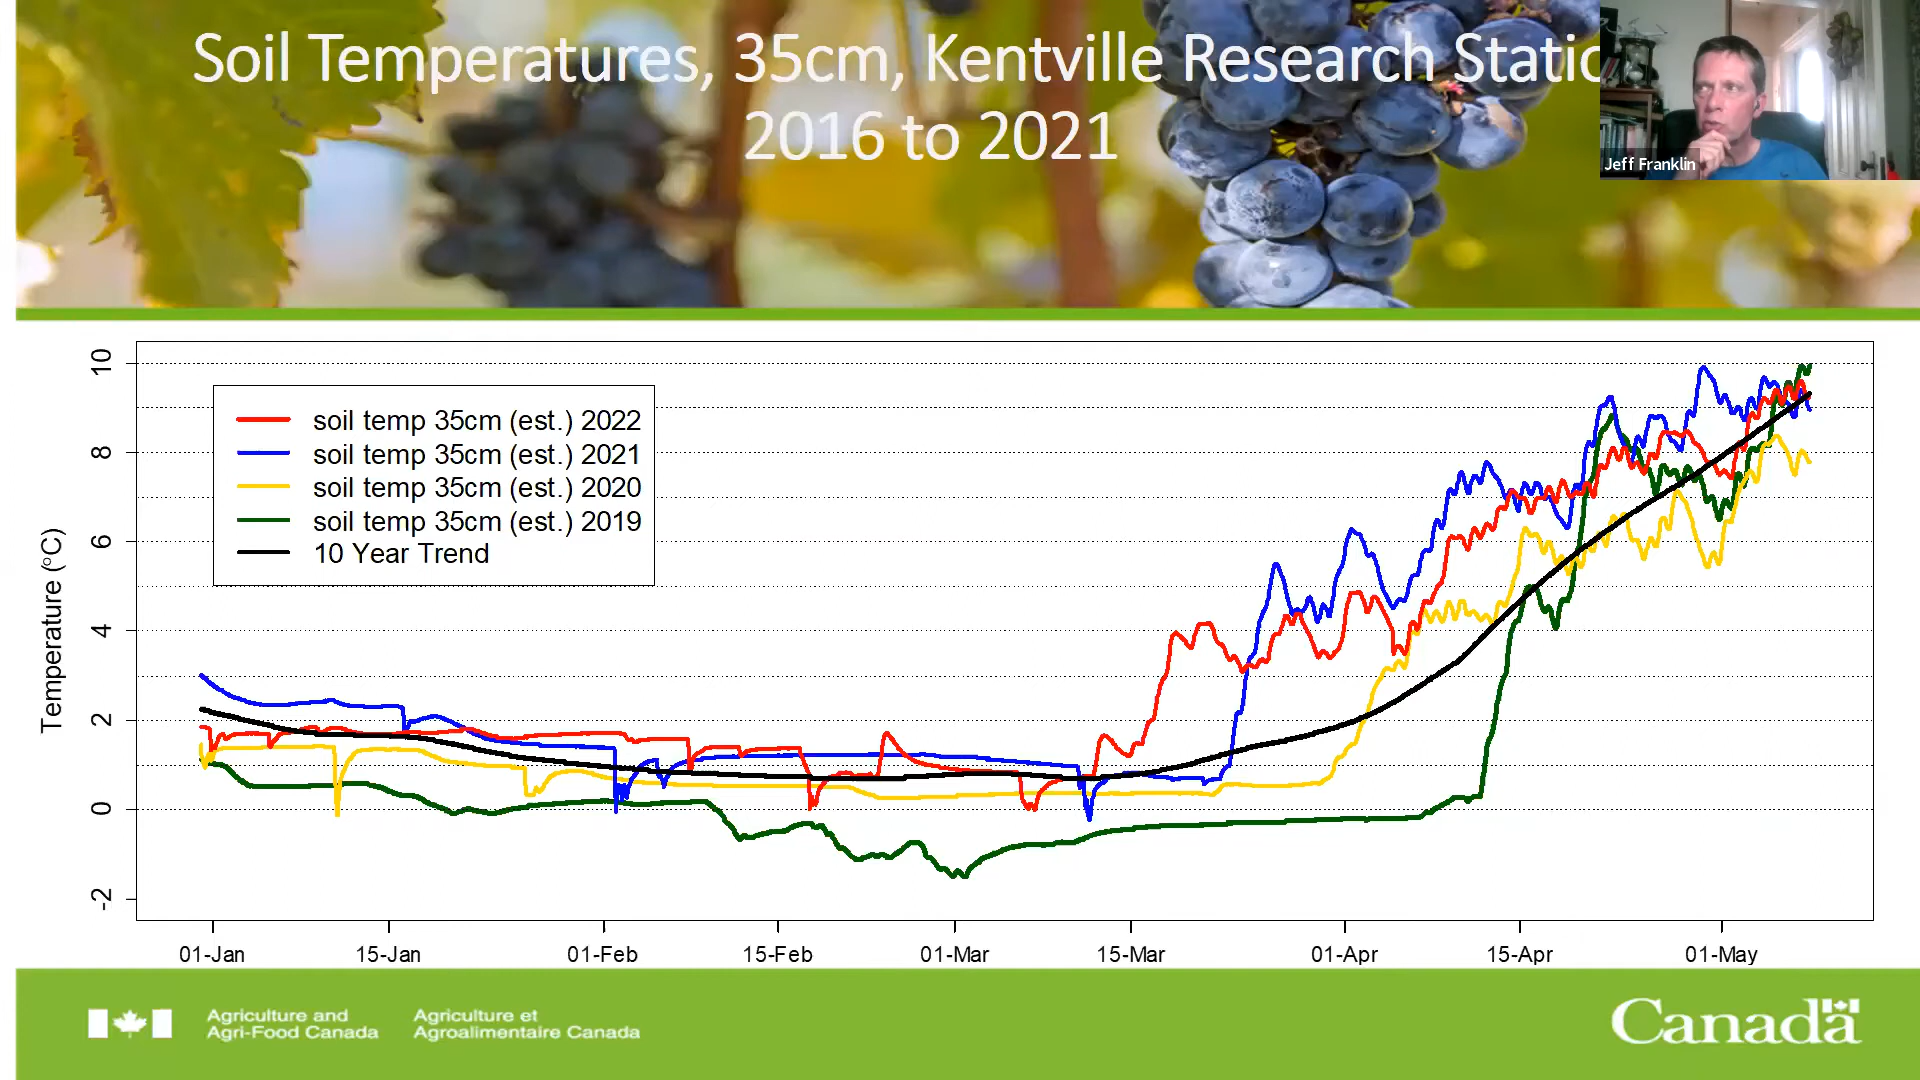 Soil Temperatures, 35cm, Kentville Research Statio
2016 to 2021
Jeff Franklin
soil temp 35cm (est.) 2022
soil temp 35cm (est.) 2021
soil temp 35cm (est.) 2020
soil temp 35cm (est.) 2019
10 Year Trend
Temperature (°C)
10
8
6
4
2
0
-2
01-Jan
15-Jan
01-Feb
15-Feb
01-Mar
15-Mar
01-Apr
15-Apr
01-May
Agriculture and
Agri-Food Canada
Agriculture et
Agroalimentaire Canada
Canada